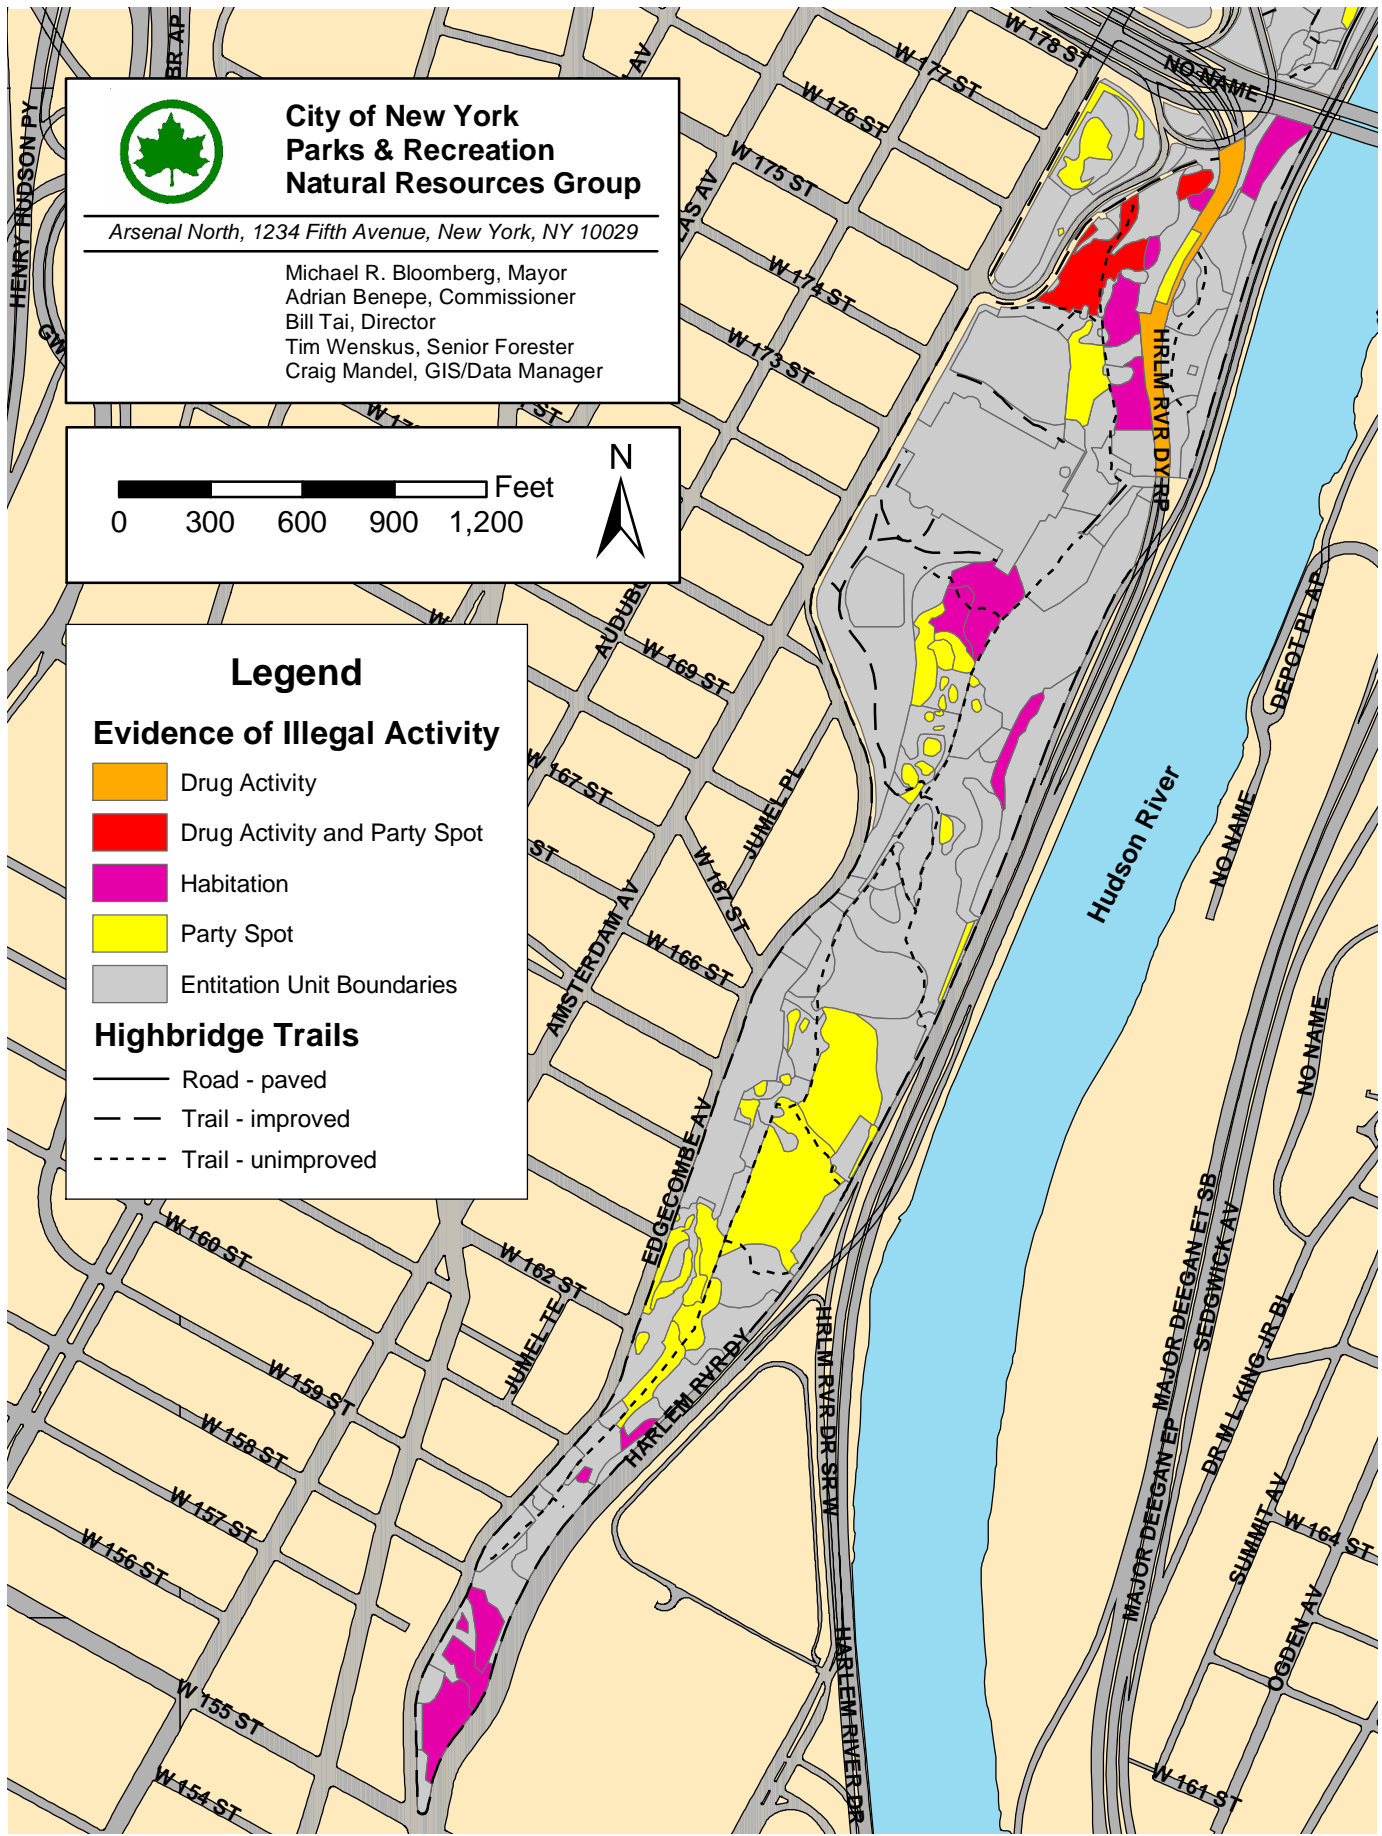 City of New York
Parks & Recreation
Natural Resources Group
Arsenal North, 1234 Fifth Avenue, New York, NY 10029
Michael R. Bloomberg, Mayor
Adrian Benepe, Commissioner
Bill Tai, Director
Tim Wenskus, Senior Forester
Craig Mandel, GIS/Data Manager
N
Feet
0 300 600 900 1,200
Legend
Evidence of Illegal Activity
Drug Activity
Drug Activity and Party Spot
Habitation
Party Spot
Entitation Unit Boundaries
Highbridge Trails
Road - paved
Trail - improved
Trail - unimproved
HENRY HUDSON PY
BR AP
AV
W 178 ST
W 177 ST
NO NAME
W 176 ST
W 175 ST
W 174 ST
W 173 ST
ST
HRLM RVR DY RP
W 169 ST
DEPOT PL AP
W 167 ST
JUMEL PL
Hudson River
NO NAME
ST
W 167 ST
AMSTERDAM AV
W 166 ST
NO NAME
EDGECOMBE AV
W 160 ST
W 162 ST
JUMEL TE
MAJOR DEEGAN ET SB
SEDGWICK AV
HARLEM RVR DY
HRLM RVR DR SR W
W 159 ST
W 158 ST
W 157 ST
W 156 ST
MAJOR DEEGAN EP
DR M L KING JR BL
SUMMIT AV
W 164 ST
OGDEN AV
W 155 ST
W 154 ST
HARLEM RIVER DR
W 161 ST